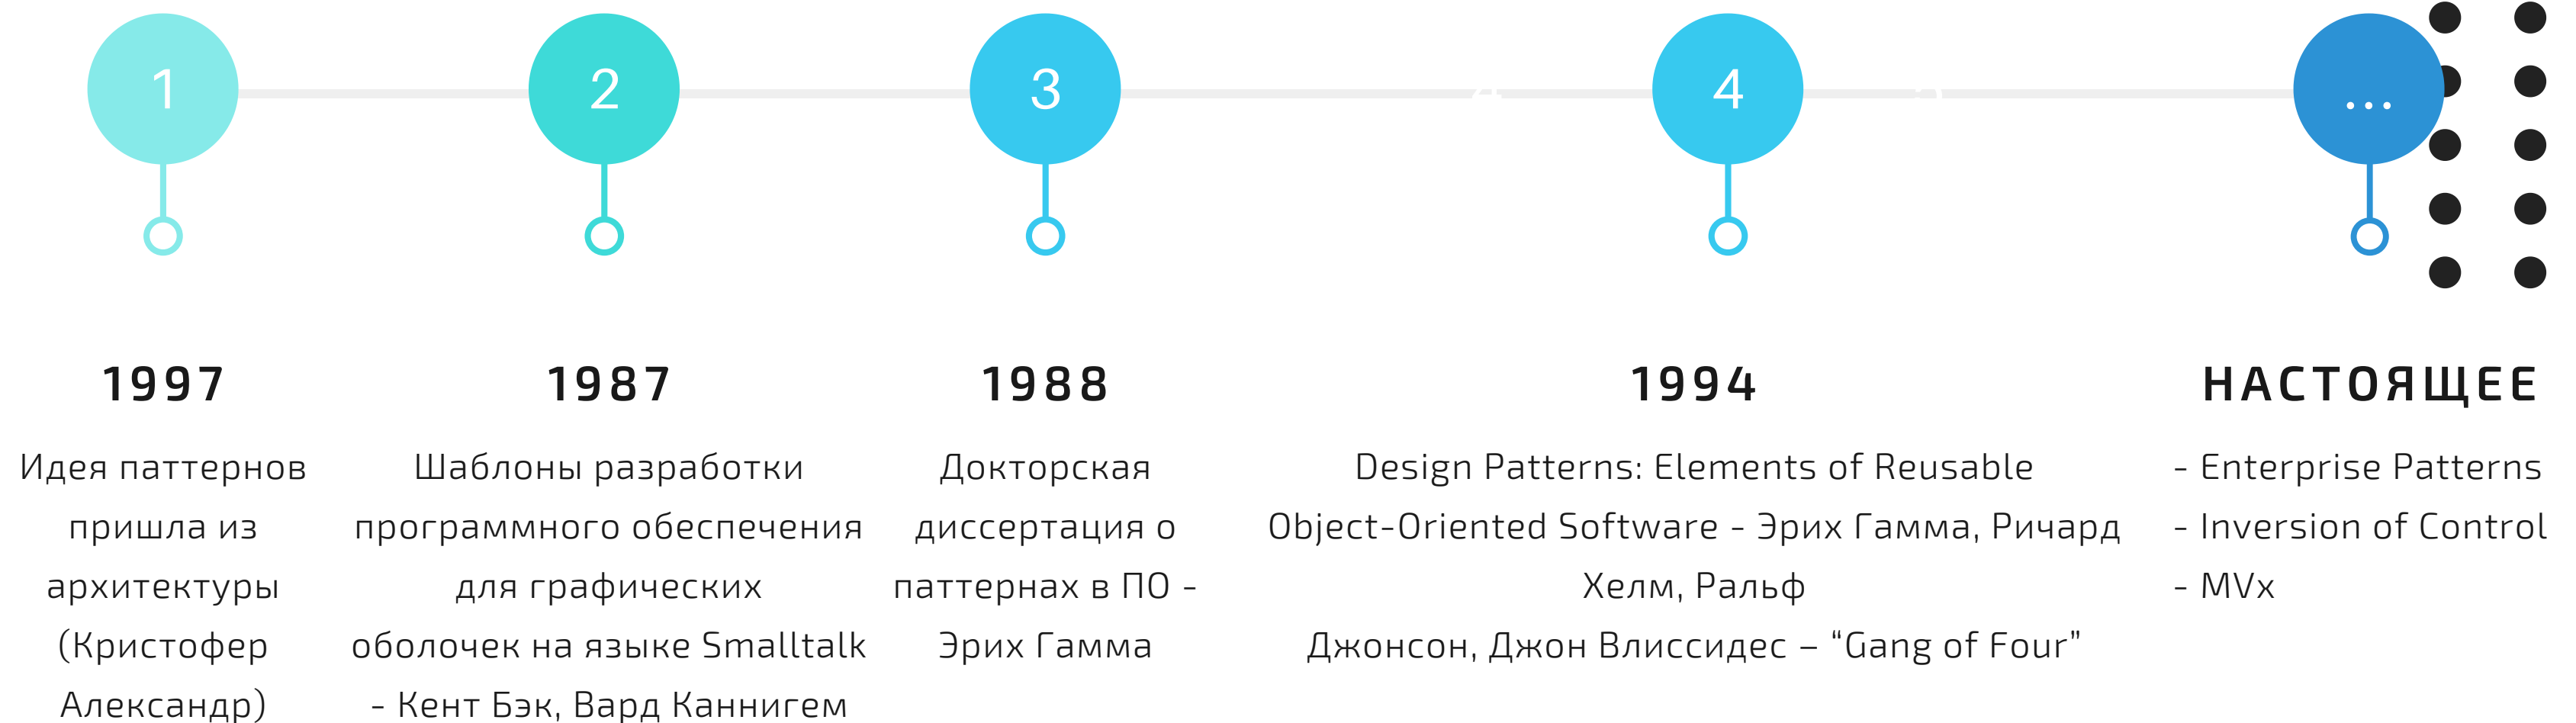 1
2
3
4
...
1997
Идея паттернов
пришла из
архитектуры
(Кристофер
Александр)
1987
Шаблоны разработки
программного обеспечения
для графических
оболочек на языке Smalltalk
- Кент Бэк, Вард Каннигем
1988
Докторская
диссертация о
паттернах в ПО -
Эрих Гамма
1994
Design Patterns: Elements of Reusable
Object-Oriented Software - Эрих Гамма, Ричард
Хелм, Ральф
Джонсон, Джон Влиссидес – “Gang of Four”
НАСТОЯЩЕЕ
- Enterprise Patterns
- Inversion of Control
- MVx